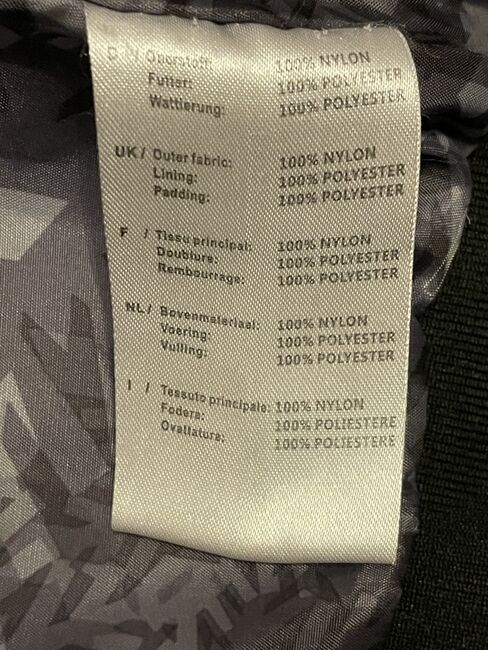 D / Oberstoff: 100% NYLON
Futter: 100% POLYESTER
Wattierung: 100% POLYESTER
UK / Outer fabric: 100% NYLON
Lining: 100% POLYESTER
Padding: 100% POLYESTER
F / Tissu principal: 100% NYLON
Doublure: 100% POLYESTER
Rembourrage: 100% POLYESTER
NL / Bovenmateriaal: 100% NYLON
Voering: 100% POLYESTER
Vulling: 100% POLYESTER
I / Tessuto principale: 100% NYLON
Fodera: 100% POLIESTERE
Ovattatura: 100% POLIESTERE